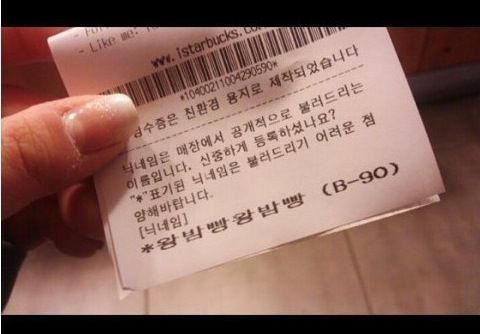 - Like me:
www.istarbucks.co.kr
*10400211004290590*
영수증은 친환경 용지로 제작되었습니다
닉네임은 매장에서 공개적으로 불러드리는
이름입니다. 신중하게 등록하셨나요?
"*"표기된 닉네임은 불러드리기 어려운 점
양해바랍니다.
[닉네임]
*왕밤빵왕밤빵 (B-90)